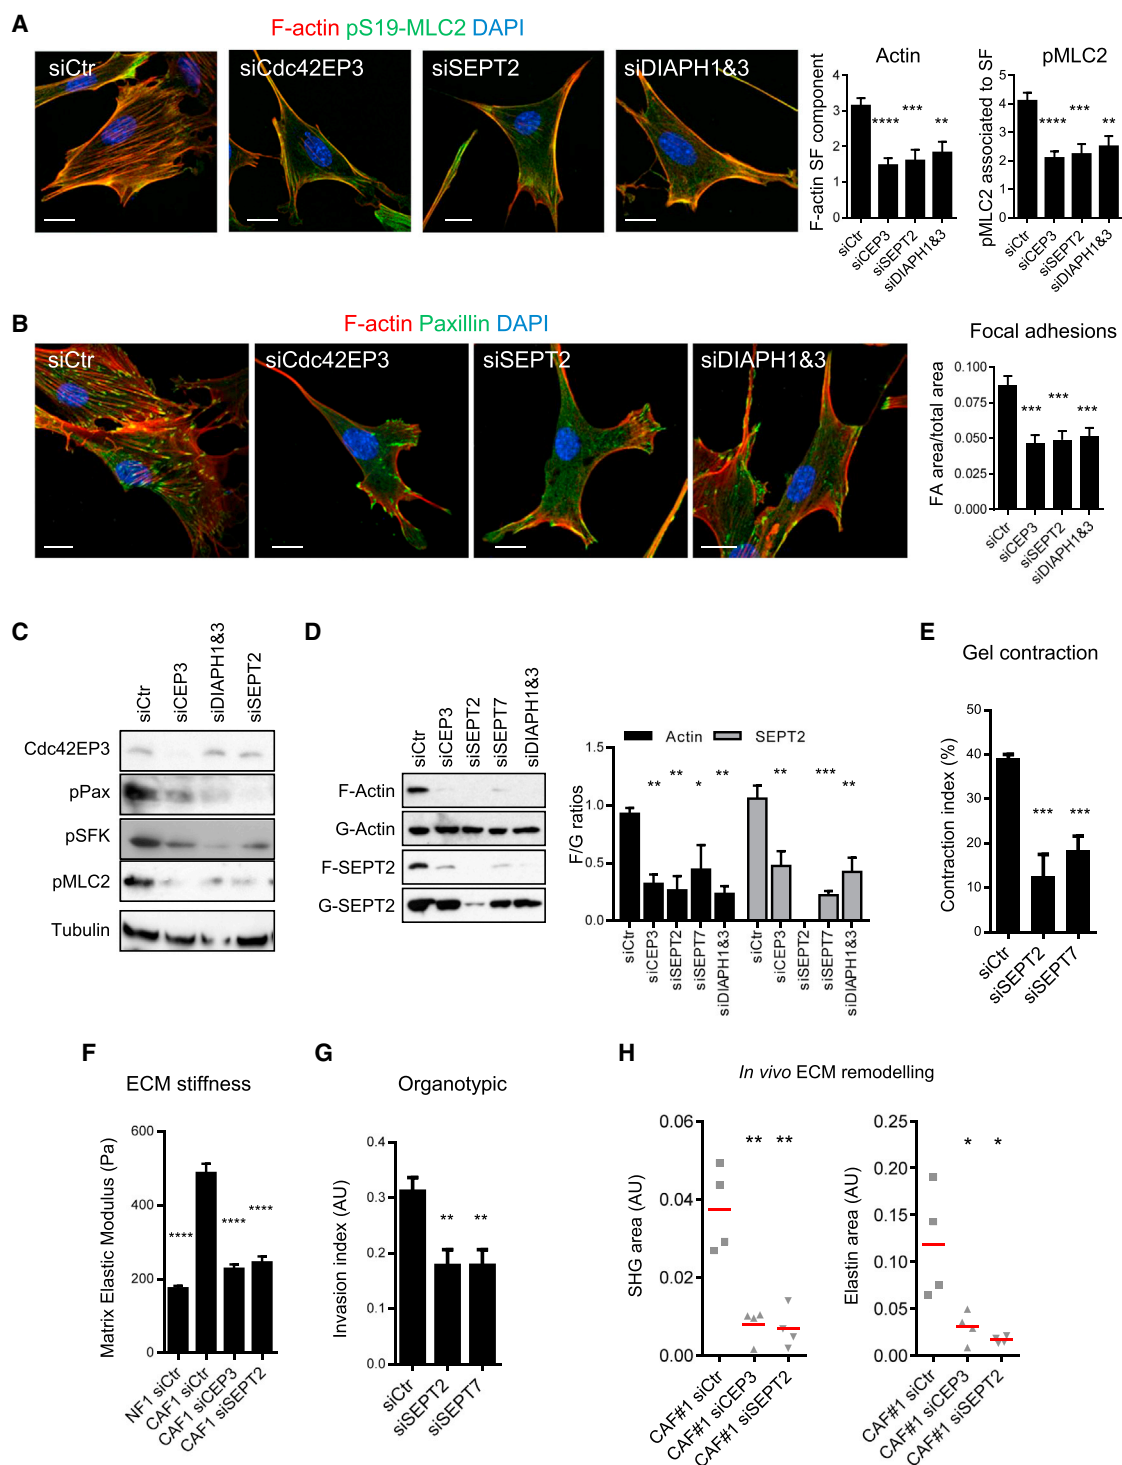 A
F-actin pS19-MLC2 DAPI
siCtr
siCdc42EP3
siSEPT2
siDIAPH1&3
Actin
F-actin SF component
4
3
2
1
0
**** *** **
siCtr
siCEP3
siSEPT2
siDIAPH1&3
pMLC2
pMLC2 associated to SF
5
4
3
2
1
0
**** *** **
siCtr
siCEP3
siSEPT2
siDIAPH1&3
B
F-actin Paxillin DAPI
siCtr
siCdc42EP3
siSEPT2
siDIAPH1&3
Focal adhesions
FA area/total area
0.100
0.075
0.050
0.025
0.000
*** *** ***
siCtr
siCEP3
siSEPT2
siDIAPH1&3
C
siCtr
siCEP3
siDIAPH1&3
siSEPT2
Cdc42EP3
pPax
pSFK
pMLC2
Tubulin
D
siCtr
siCEP3
siSEPT2
siSEPT7
siDIAPH1&3
F-Actin
G-Actin
F-SEPT2
G-SEPT2
Actin SEPT2
F/G ratios
1.5
1.0
0.5
0.0
** ** * ** ** *** **
siCtr
siCEP3
siSEPT2
siSEPT7
siDIAPH1&3
siCtr
siCEP3
siSEPT2
siSEPT7
siDIAPH1&3
E
Gel contraction
Contraction index (%)
50
40
30
20
10
0
*** ***
siCtr
siSEPT2
siSEPT7
F
ECM stiffness
Matrix Elastic Modulus (Pa)
600
400
200
0
**** **** ****
NF1 siCtr
CAF1 siCtr
CAF1 siCEP3
CAF1 siSEPT2
G
Organotypic
Invasion index (AU)
0.4
0.3
0.2
0.1
0.0
** **
siCtr
siSEPT2
siSEPT7
H
In vivo ECM remodelling
SHG area (AU)
0.06
0.04
0.02
0.00
** **
CAF#1 siCtr
CAF#1 siCEP3
CAF#1 siSEPT2
Elastin area (AU)
0.25
0.20
0.15
0.10
0.05
0.00
* *
CAF#1 siCtr
CAF#1 siCEP3
CAF#1 siSEPT2